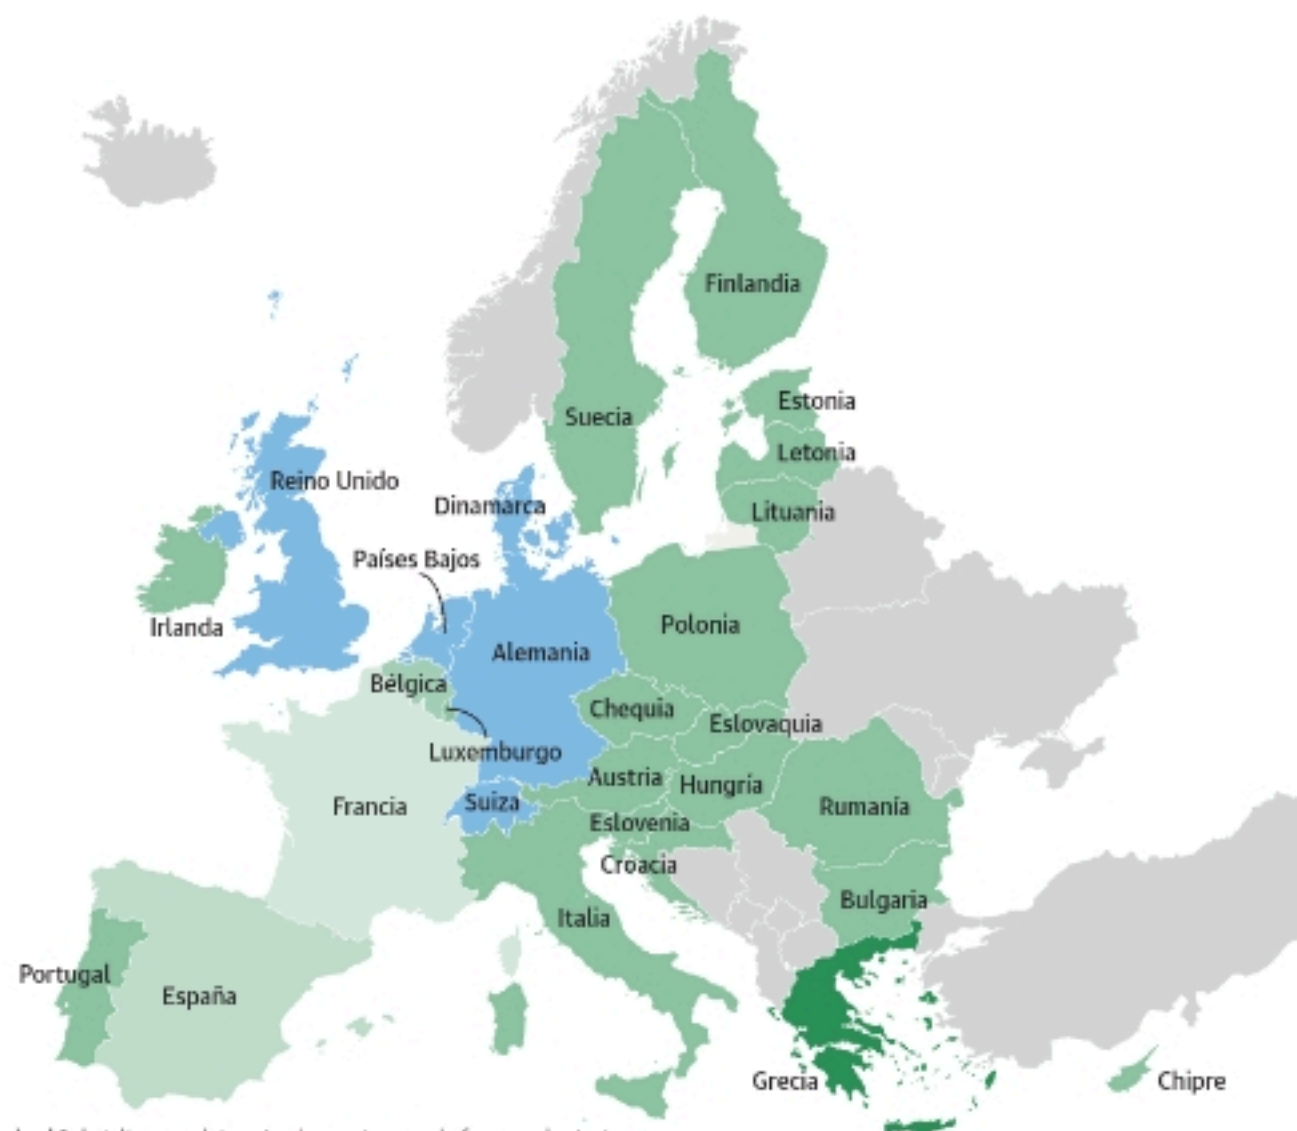 Finlandia
Estonia
Suecia
Letonia
Reino Unido
Dinamarca
Lituania
Países Bajos
Irlanda
Polonia
Alemania
Bélgica
Chequia
Eslovaquia
Luxemburgo
Austria
Hungría
Suiza
Francia
Rumanía
Eslovenia
Croacia
Bulgaria
Italia
Portugal
España
Grecia
Chipre